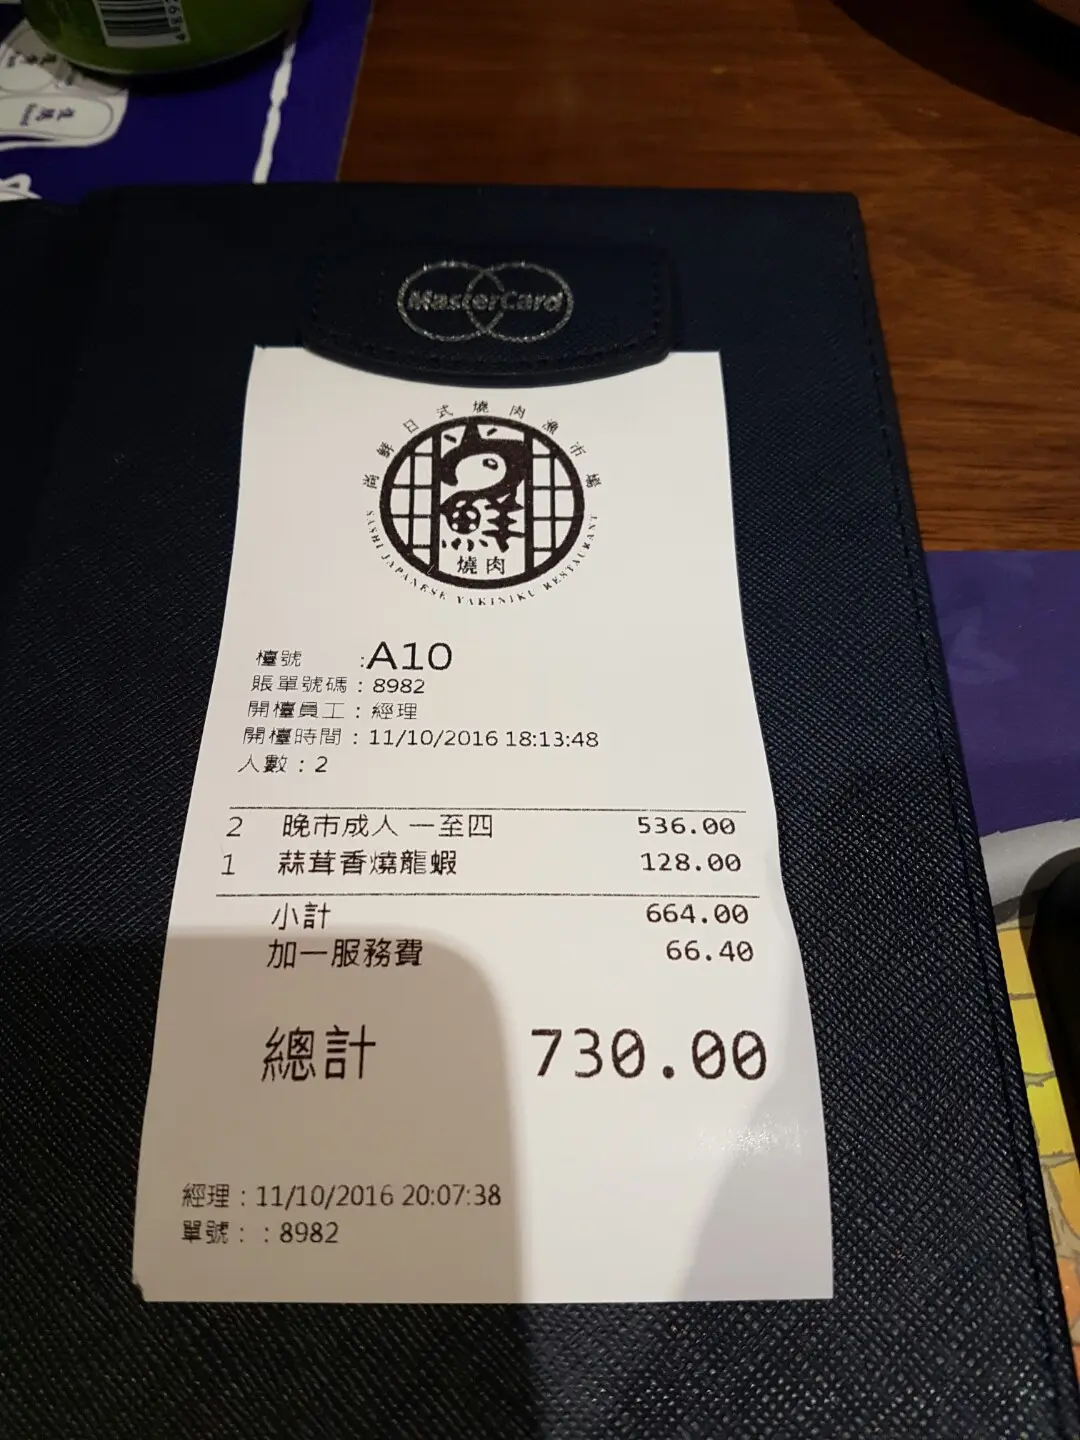 MasterCard
尚鮮日式燒肉漁市場
鮮
燒肉
SASHI JAPANESE YAKINIKU RESTAURANT
檯號 :A10
賬單號碼 : 8982
開檯員工 : 經理
開檯時間 : 11/10/2016 18:13:48
人數 : 2
2 晚市成人 一至四 536.00
1 蒜茸香燒龍蝦 128.00
小計 664.00
加一服務費 66.40
總計 730.00
經理 : 11/10/2016 20:07:38
單號 : : 8982